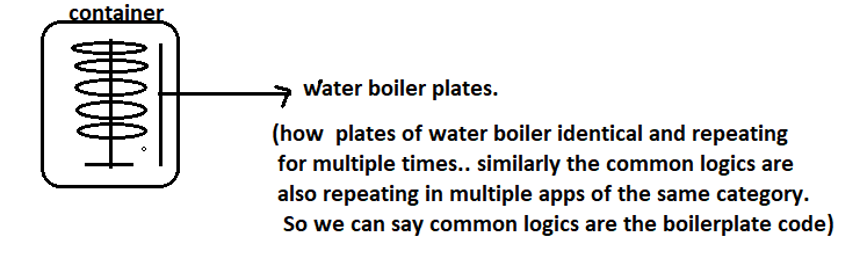 container
water boiler plates.
(how plates of water boiler identical and repeating
for multiple times.. similarly the common logics are
also repeating in multiple apps of the same category.
So we can say common logics are the boilerplate code)